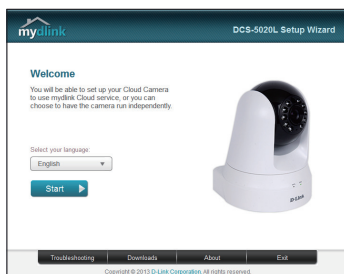 mydlink
DCS-5020L Setup Wizard
Welcome
You will be able to set up your Cloud Camera
to use mydlink Cloud service, or you can
choose to have the camera run independently.
Select your language:
English
Start
D-Link
Troubleshooting Downloads About Exit
Copyright © 2013 D-Link Corporation. All rights reserved.